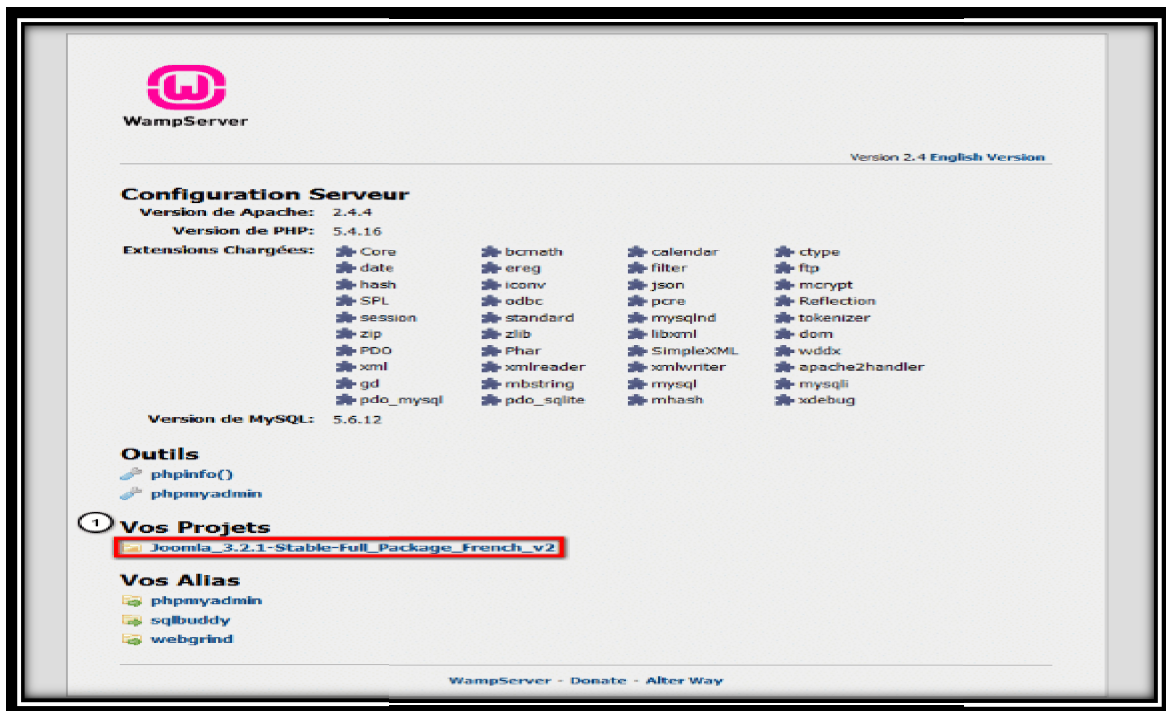 WampServer
Version 2.4 English Version
Configuration Serveur
Version de Apache: 2.4.4
Version de PHP: 5.4.16
Extensions Chargées: Core bcmath calendar ctype
date ereg filter ftp
hash iconv json mcrypt
SPL odbc pcre Reflection
session standard mysqlnd tokenizer
zip zlib libxml dom
PDO Phar SimpleXML wddx
xml xmlreader xmlwriter apache2handler
gd mbstring mysql mysqli
pdo_mysql pdo_sqlite mhash xdebug
Version de MySQL: 5.6.12
Outils
phpinfo()
phpmyadmin
1 Vos Projets
Joomla_3.2.1-Stable-Full_Package_French_v2
Vos Alias
phpmyadmin
sqlbuddy
webgrind
WampServer - Donate - Alter Way